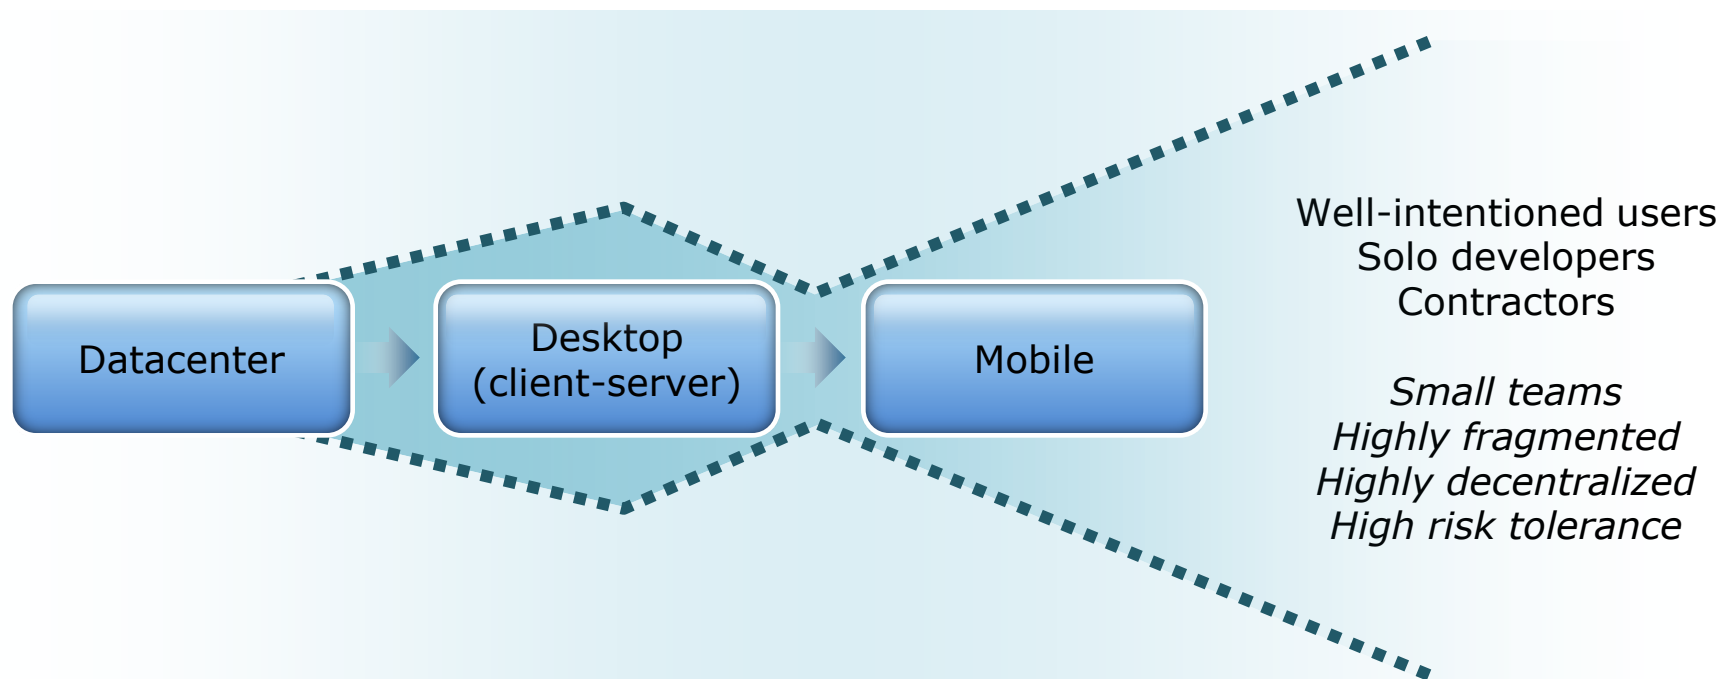 Datacenter
Desktop
(client-server)
Mobile
Well-intentioned users
Solo developers
Contractors
Small teams
Highly fragmented
Highly decentralized
High risk tolerance